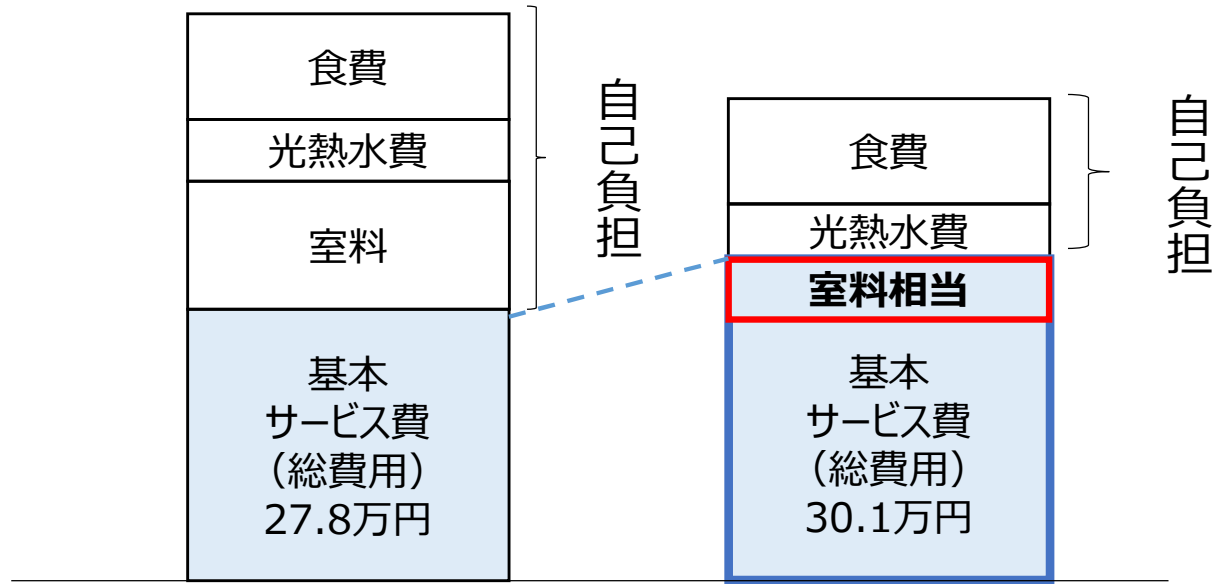 食費
光熱水費
室料
基本
サービス費
（総費用）
27.8万円
自己負担
食費
光熱水費
室料相当
基本
サービス費
（総費用）
30.1万円
自己負担